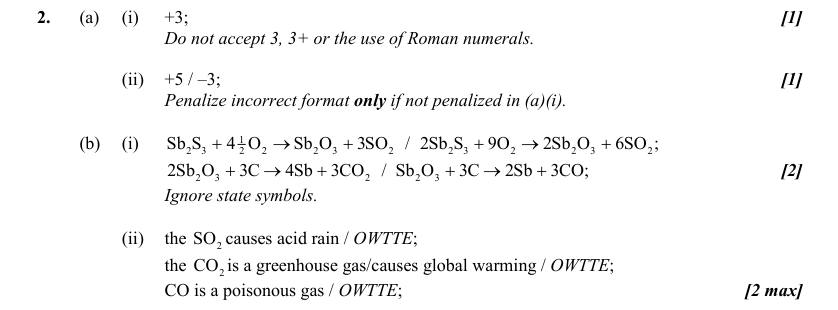 2. (a) (i) +3; [1]
Do not accept 3, 3+ or the use of Roman numerals.
(ii) +5 / –3; [1]
Penalize incorrect format only if not penalized in (a)(i).
(b) (i) Sb₂S₃ + 4½O₂ → Sb₂O₃ + 3SO₂ / 2Sb₂S₃ + 9O₂ → 2Sb₂O₃ + 6SO₂;
2Sb₂O₃ + 3C → 4Sb + 3CO₂ / Sb₂O₃ + 3C → 2Sb + 3CO; [2]
Ignore state symbols.
(ii) the SO₂ causes acid rain / OWTTE;
the CO₂ is a greenhouse gas/causes global warming / OWTTE;
CO is a poisonous gas / OWTTE; [2 max]